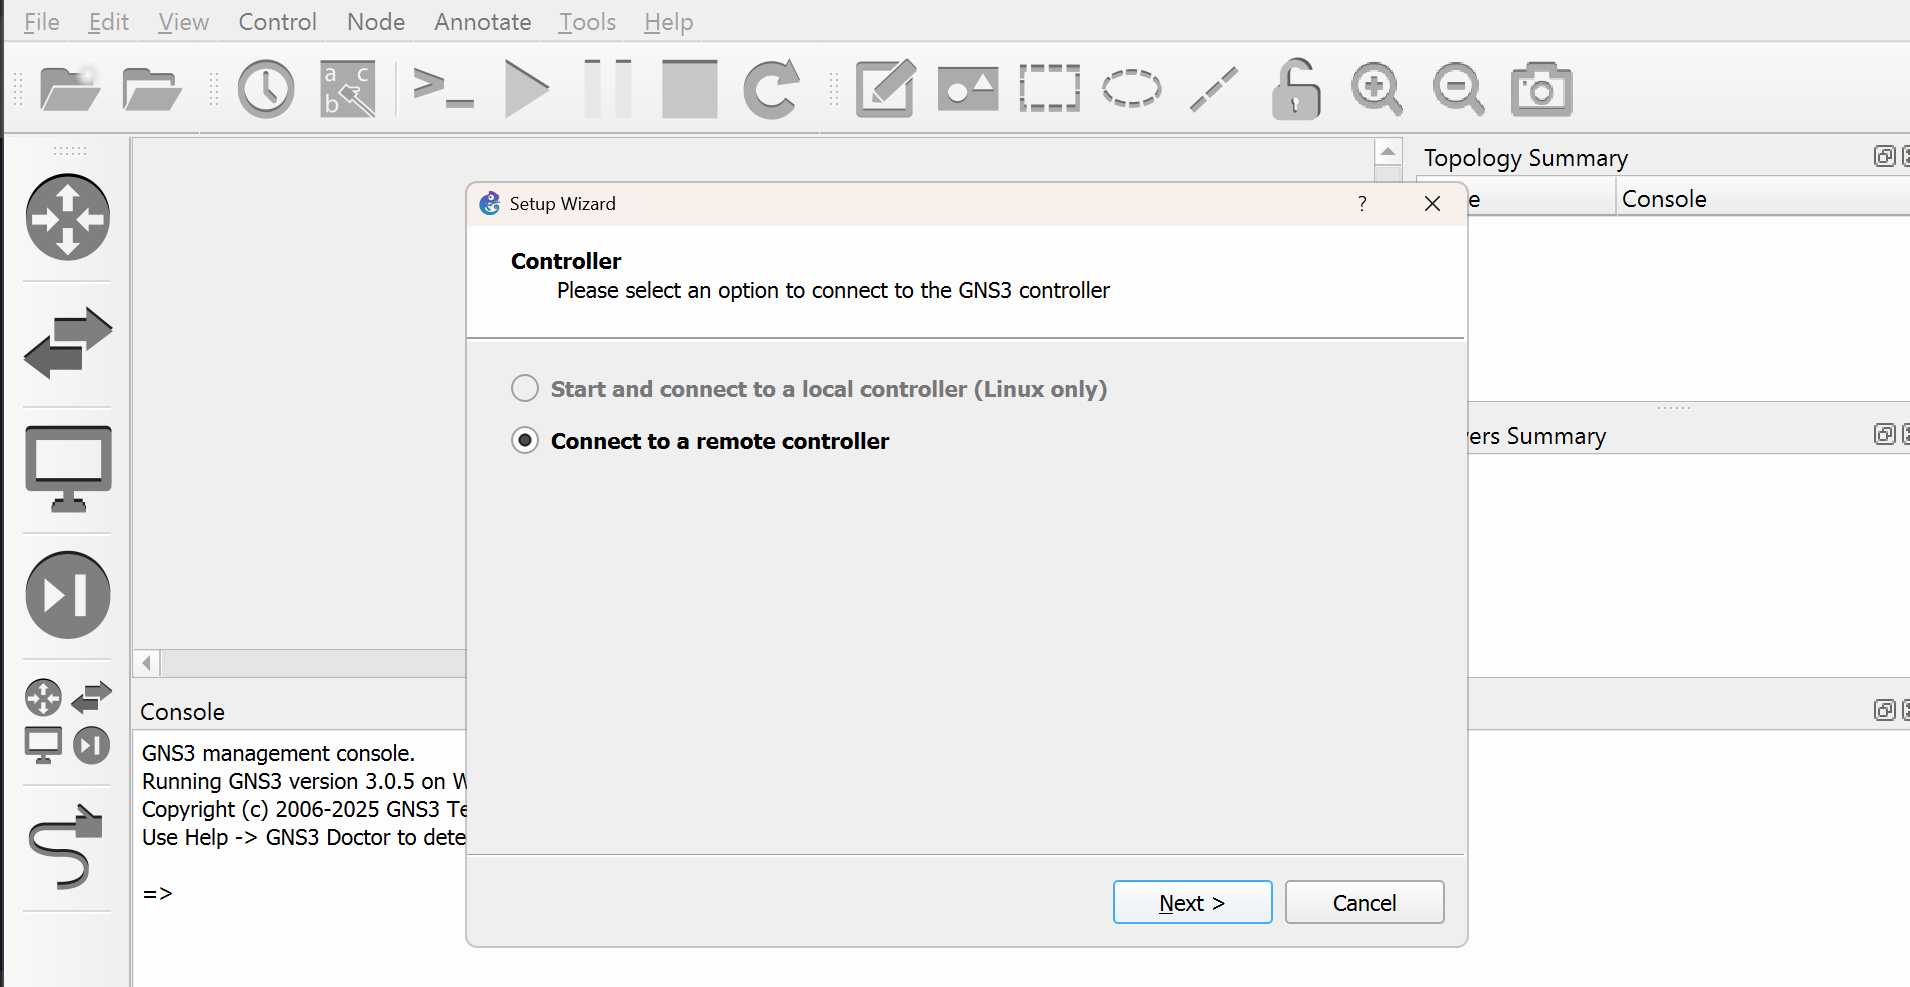 File Edit View Control Node Annotate Tools Help
a c
b
Topology Summary
Setup Wizard ?
e Console
Controller
Please select an option to connect to the GNS3 controller
Start and connect to a local controller (Linux only)
Connect to a remote controller
ers Summary
Console
GNS3 management console.
Running GNS3 version 3.0.5 on W
Copyright (c) 2006-2025 GNS3 Te
Use Help -> GNS3 Doctor to dete
=>
Next > Cancel